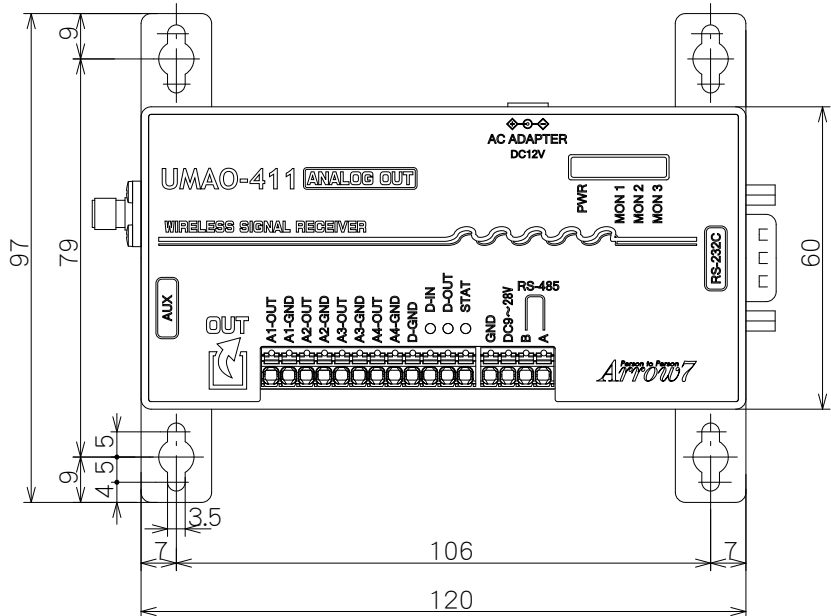 9
AC ADAPTER
DC12V
UMAO-411 ANALOG OUT
PWR
MON 1
MON 2
MON 3
WIRELESS SIGNAL RECEIVER
97
79
60
RS-232C
AUX
OUT
A1-OUT
A1-GND
A2-OUT
A2-GND
A3-OUT
A3-GND
A4-OUT
A4-GND
D-GND
D-IN
D-OUT
STAT
RS-485
GND
DC9~28V
B
A
Person to Person
Arrow7
5
9
5
4
3.5
7
106
7
120